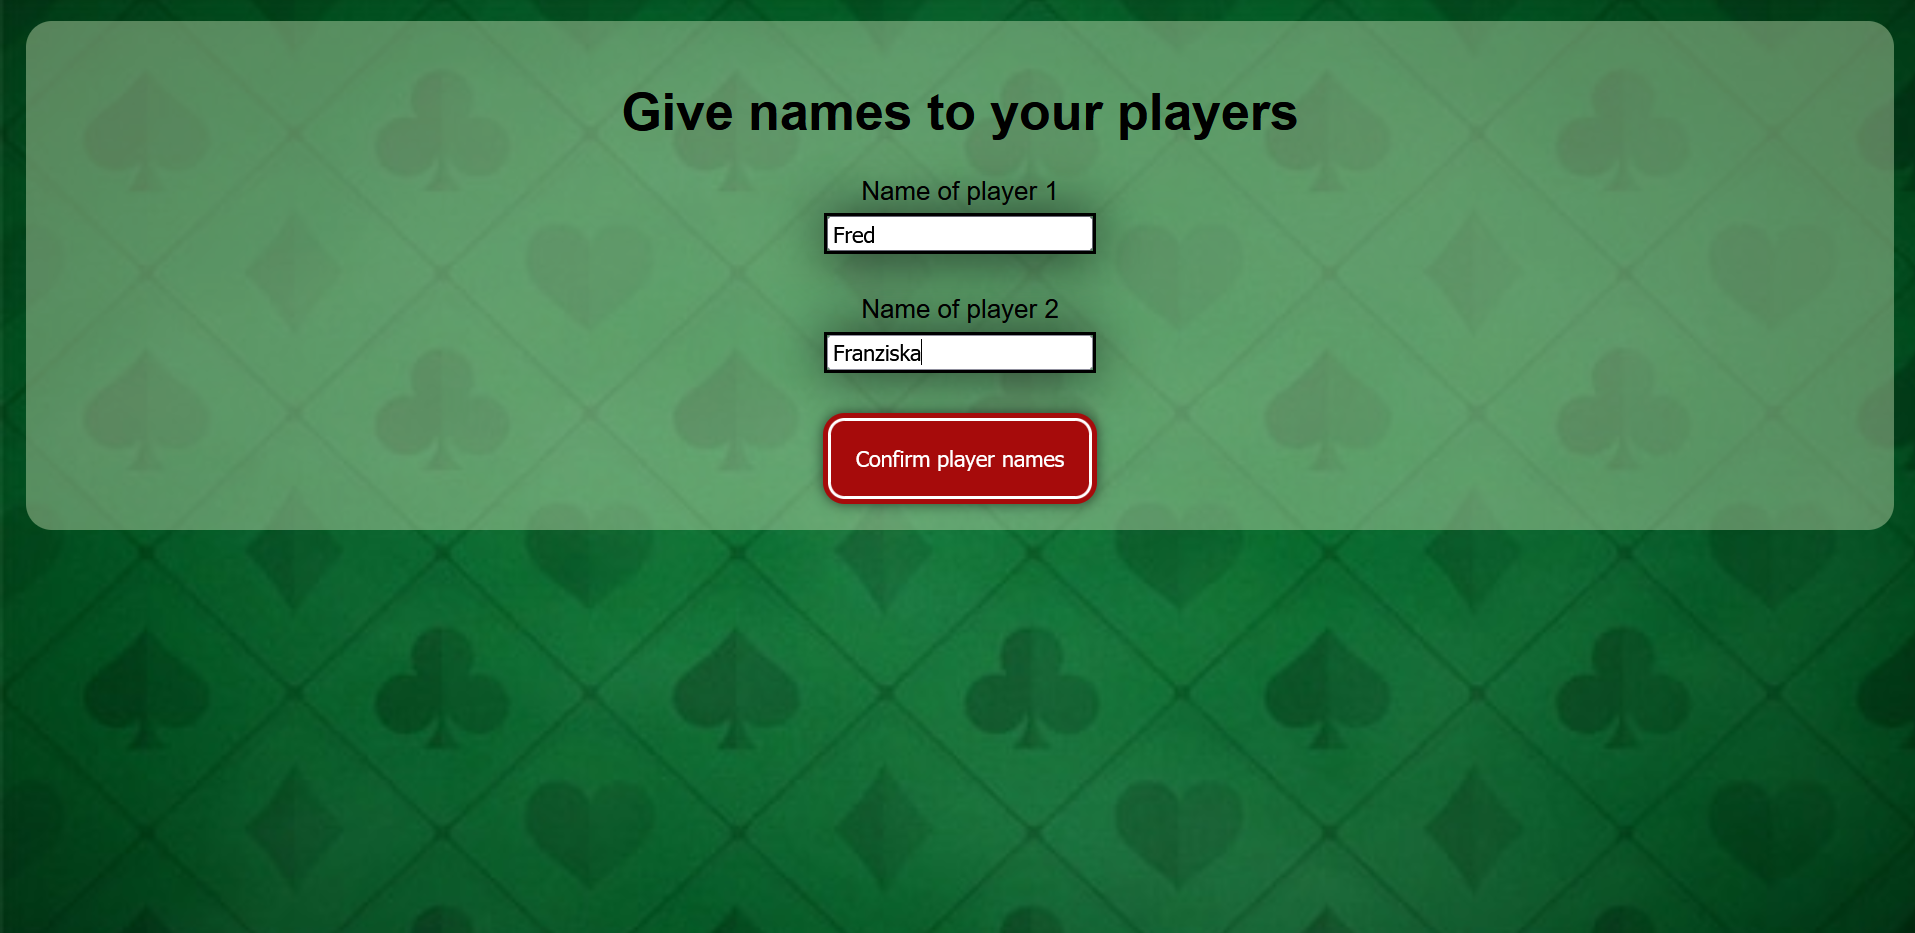 Give names to your players
Name of player 1
Fred
Name of player 2
Franziska
Confirm player names